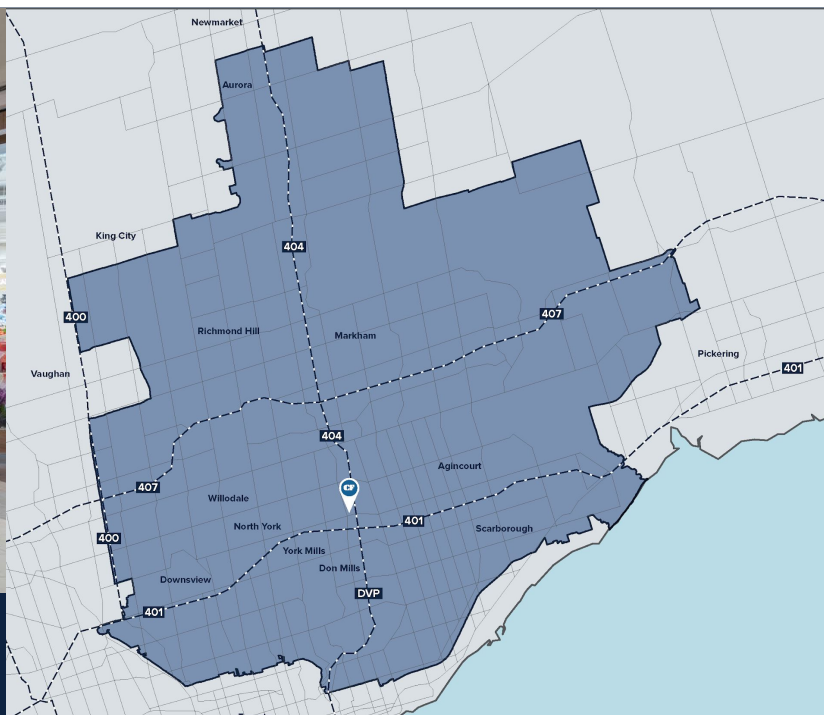 Newmarket
Aurora
King City
404
400
407
Richmond Hill
Markham
Pickering
401
Vaughan
404
Agincourt
407
CF
Willodale
401
North York
Scarborough
400
York Mills
Don Mills
Downsview
DVP
401